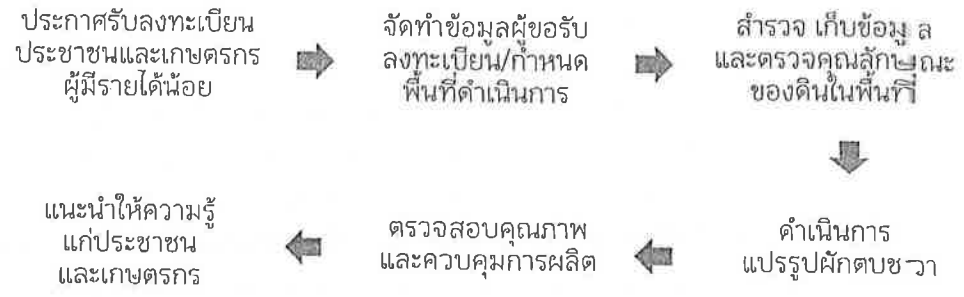 ประกาศรับลงทะเบียน
ประชาชนและเกษตรกร
ผู้มีรายได้น้อย
จัดทำข้อมูลผู้ขอรับ
ลงทะเบียน/กำหนด
พื้นที่ดำเนินการ
สำรวจ เก็บข้อมู ล
และตรวจคุณลักษณะ
ของดินในพื้นที่
ดำเนินการ
แปรรูปผักตบชวา
ตรวจสอบคุณภาพ
และควบคุมการผลิต
แนะนำให้ความรู้
แก่ประชาชน
และเกษตรกร